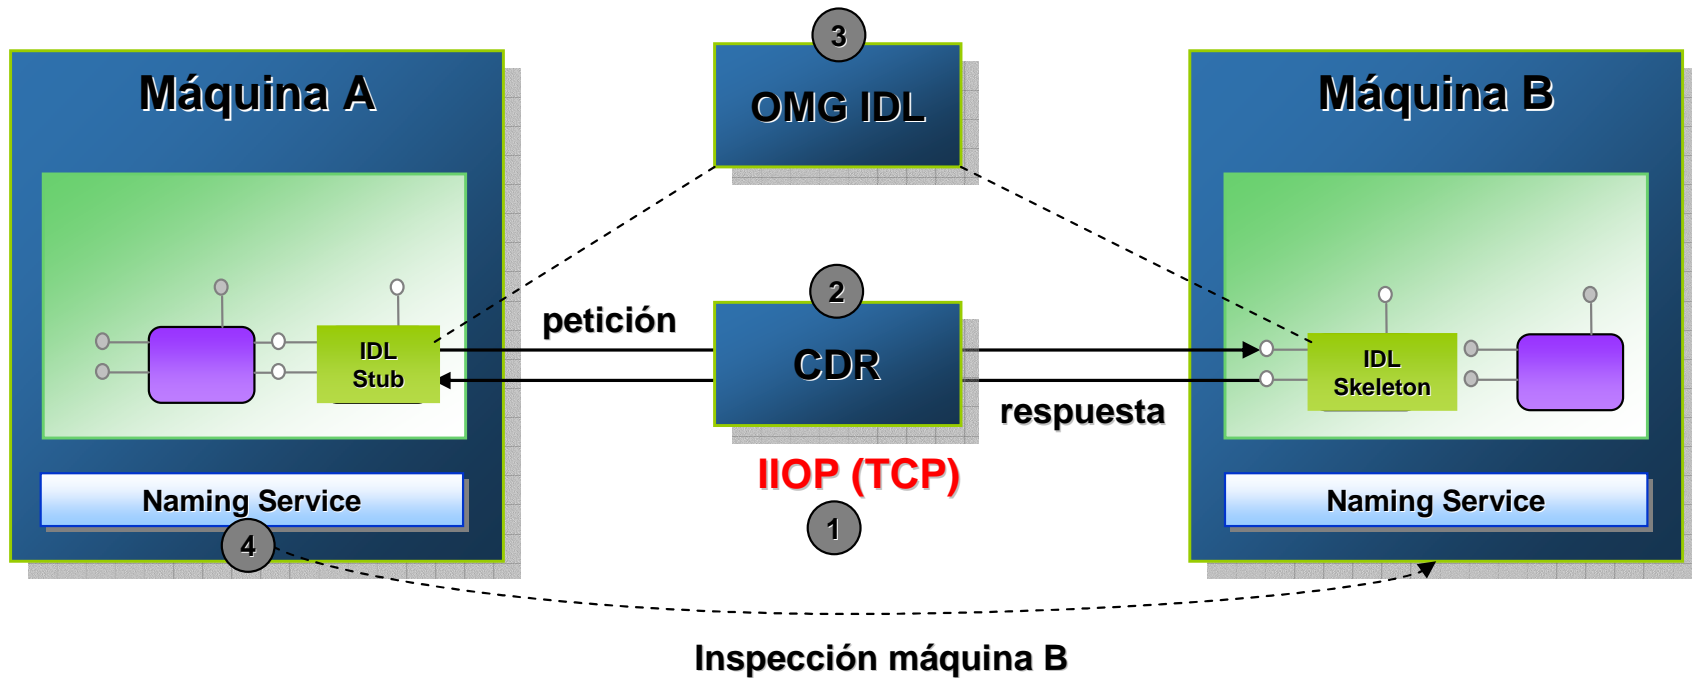 3
Máquina A
OMG IDL
Máquina B
2
petición
IDL
Stub
CDR
IDL
Skeleton
respuesta
IIOP (TCP)
Naming Service
1
Naming Service
4
Inspección máquina B